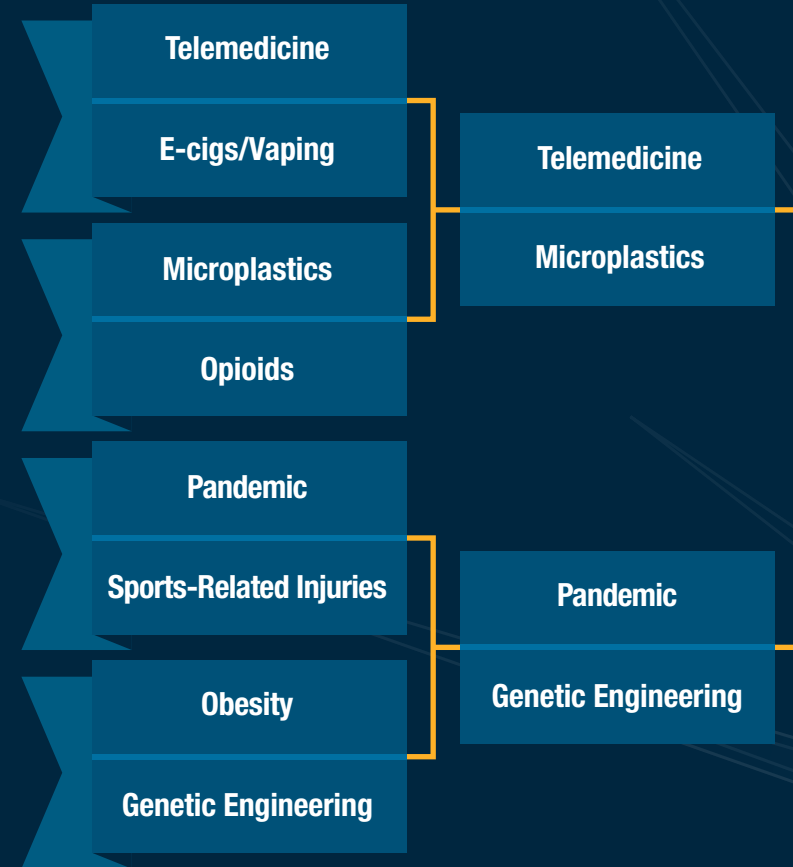 Telemedicine
E-cigs/Vaping
Microplastics
Opioids
Pandemic
Sports-Related Injuries
Obesity
Genetic Engineering
Telemedicine
Microplastics
Pandemic
Genetic Engineering